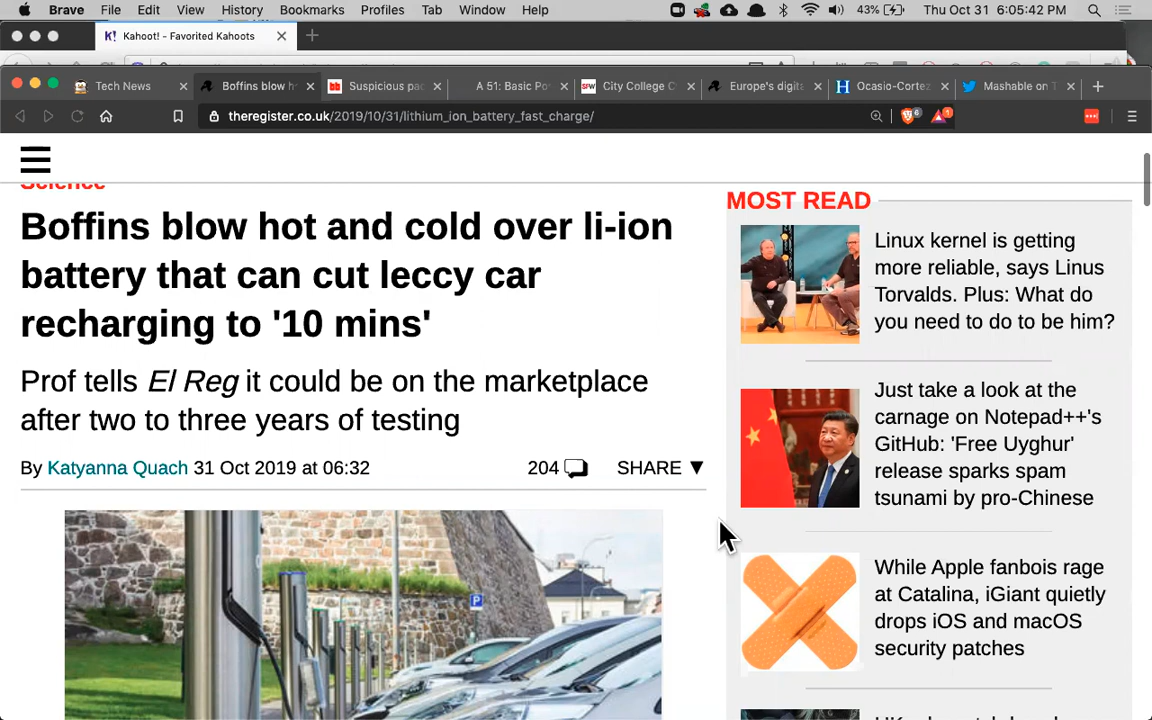 Brave File Edit View History Bookmarks Profiles Tab Window Help 43% Thu Oct 31 6:05:42 PM
K! Kahoot! - Favorited Kahoots
Tech News Boffins blow h Suspicious pac A 51: Basic Po City College C Europe's digita Ocasio-Cortez Mashable on T
theregister.co.uk/2019/10/31/lithium_ion_battery_fast_charge/ 6 1
Science
Boffins blow hot and cold over li-ion
battery that can cut leccy car
recharging to '10 mins'
Prof tells El Reg it could be on the marketplace
after two to three years of testing
By Katyanna Quach 31 Oct 2019 at 06:32 204 SHARE ▼
P
MOST READ
Linux kernel is getting
more reliable, says Linus
Torvalds. Plus: What do
you need to do to be him?
Just take a look at the
carnage on Notepad++'s
GitHub: 'Free Uyghur'
release sparks spam
tsunami by pro-Chinese
While Apple fanbois rage
at Catalina, iGiant quietly
drops iOS and macOS
security patches